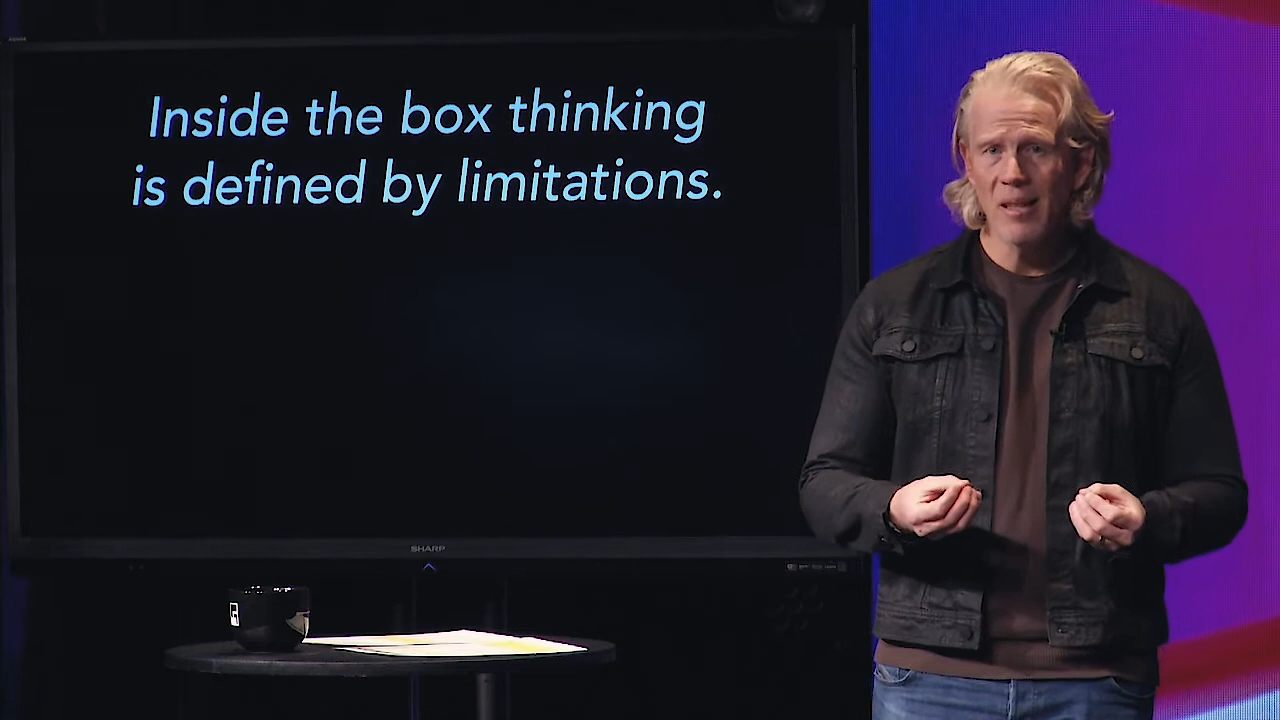 Inside the box thinking
is defined by limitations.
SHARP